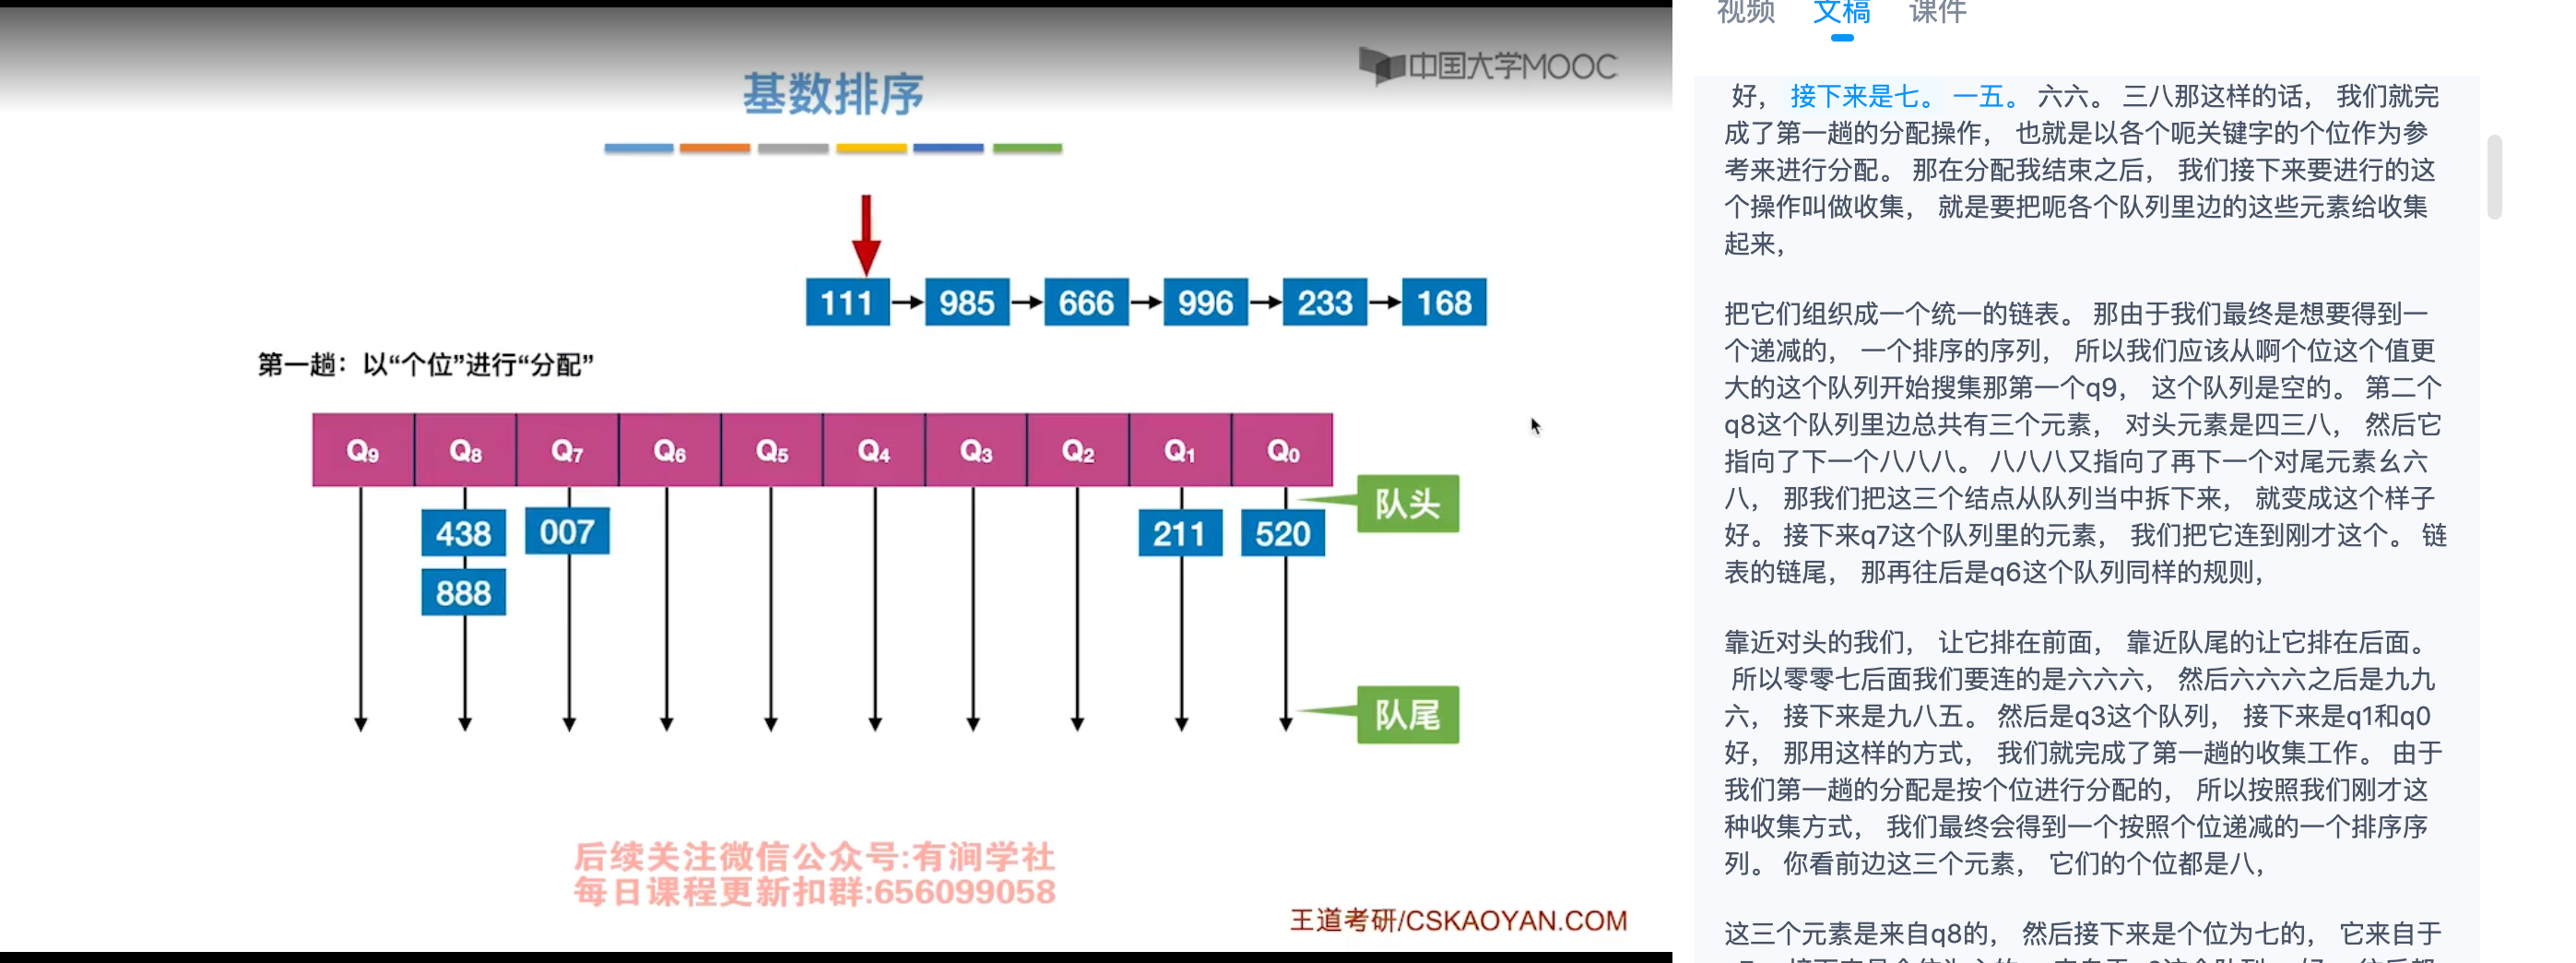 中国大学MOOC
基数排序
111 985 666 996 233 168
第一趟：以“个位”进行“分配”
Q9 Q8 Q7 Q6 Q5 Q4 Q3 Q2 Q1 Q0
队头
438 007 211 520
888
队尾
后续关注微信公众号:有涧学社
每日课程更新扣群:656099058
王道考研/CSKAOYAN.COM
视频 文稿 课件
好， 接下来是七。 一五。 六六。 三八那这样的话， 我们就完
成了第一趟的分配操作， 也就是以各个呃关键字的个位作为参
考来进行分配。 那在分配我结束之后， 我们接下来要进行的这
个操作叫做收集， 就是要把呃各个队列里边的这些元素给收集
起来，
把它们组织成一个统一的链表。 那由于我们最终是想要得到一
个递减的， 一个排序的序列， 所以我们应该从啊个位这个值更
大的这个队列开始搜集那第一个q9， 这个队列是空的。 第二个
q8这个队列里边总共有三个元素， 对头元素是四三八， 然后它
指向了下一个八八八。 八八八又指向了再下一个对尾元素幺六
八， 那我们把这三个结点从队列当中拆下来， 就变成这个样子
好。 接下来q7这个队列里的元素， 我们把它连到刚才这个。 链
表的链尾， 那再往后是q6这个队列同样的规则，
靠近对头的我们， 让它排在前面， 靠近队尾的让它排在后面。
所以零零七后面我们要连的是六六六， 然后六六六之后是九九
六， 接下来是九八五。 然后是q3这个队列， 接下来是q1和q0
好， 那用这样的方式， 我们就完成了第一趟的收集工作。 由于
我们第一趟的分配是按个位进行分配的， 所以按照我们刚才这
种收集方式， 我们最终会得到一个按照个位递减的一个排序序
列。 你看前边这三个元素， 它们的个位都是八，
这三个元素是来自q8的， 然后接下来是个位为七的， 它来自于